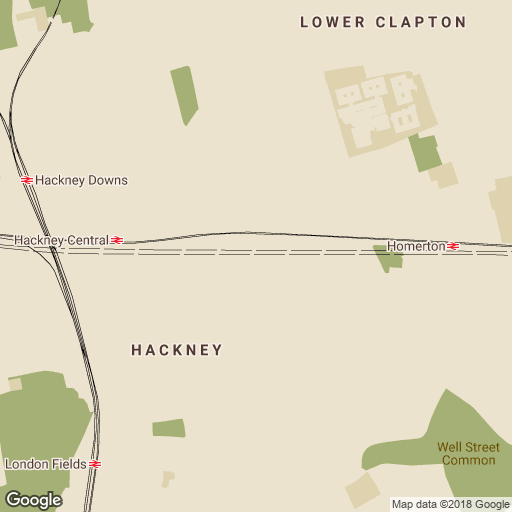 LOWER CLAPTON
Hackney Downs
Hackney Central
Homerton
HACKNEY
Well Street
Common
London Fields
Google
Map data ©2018 Google